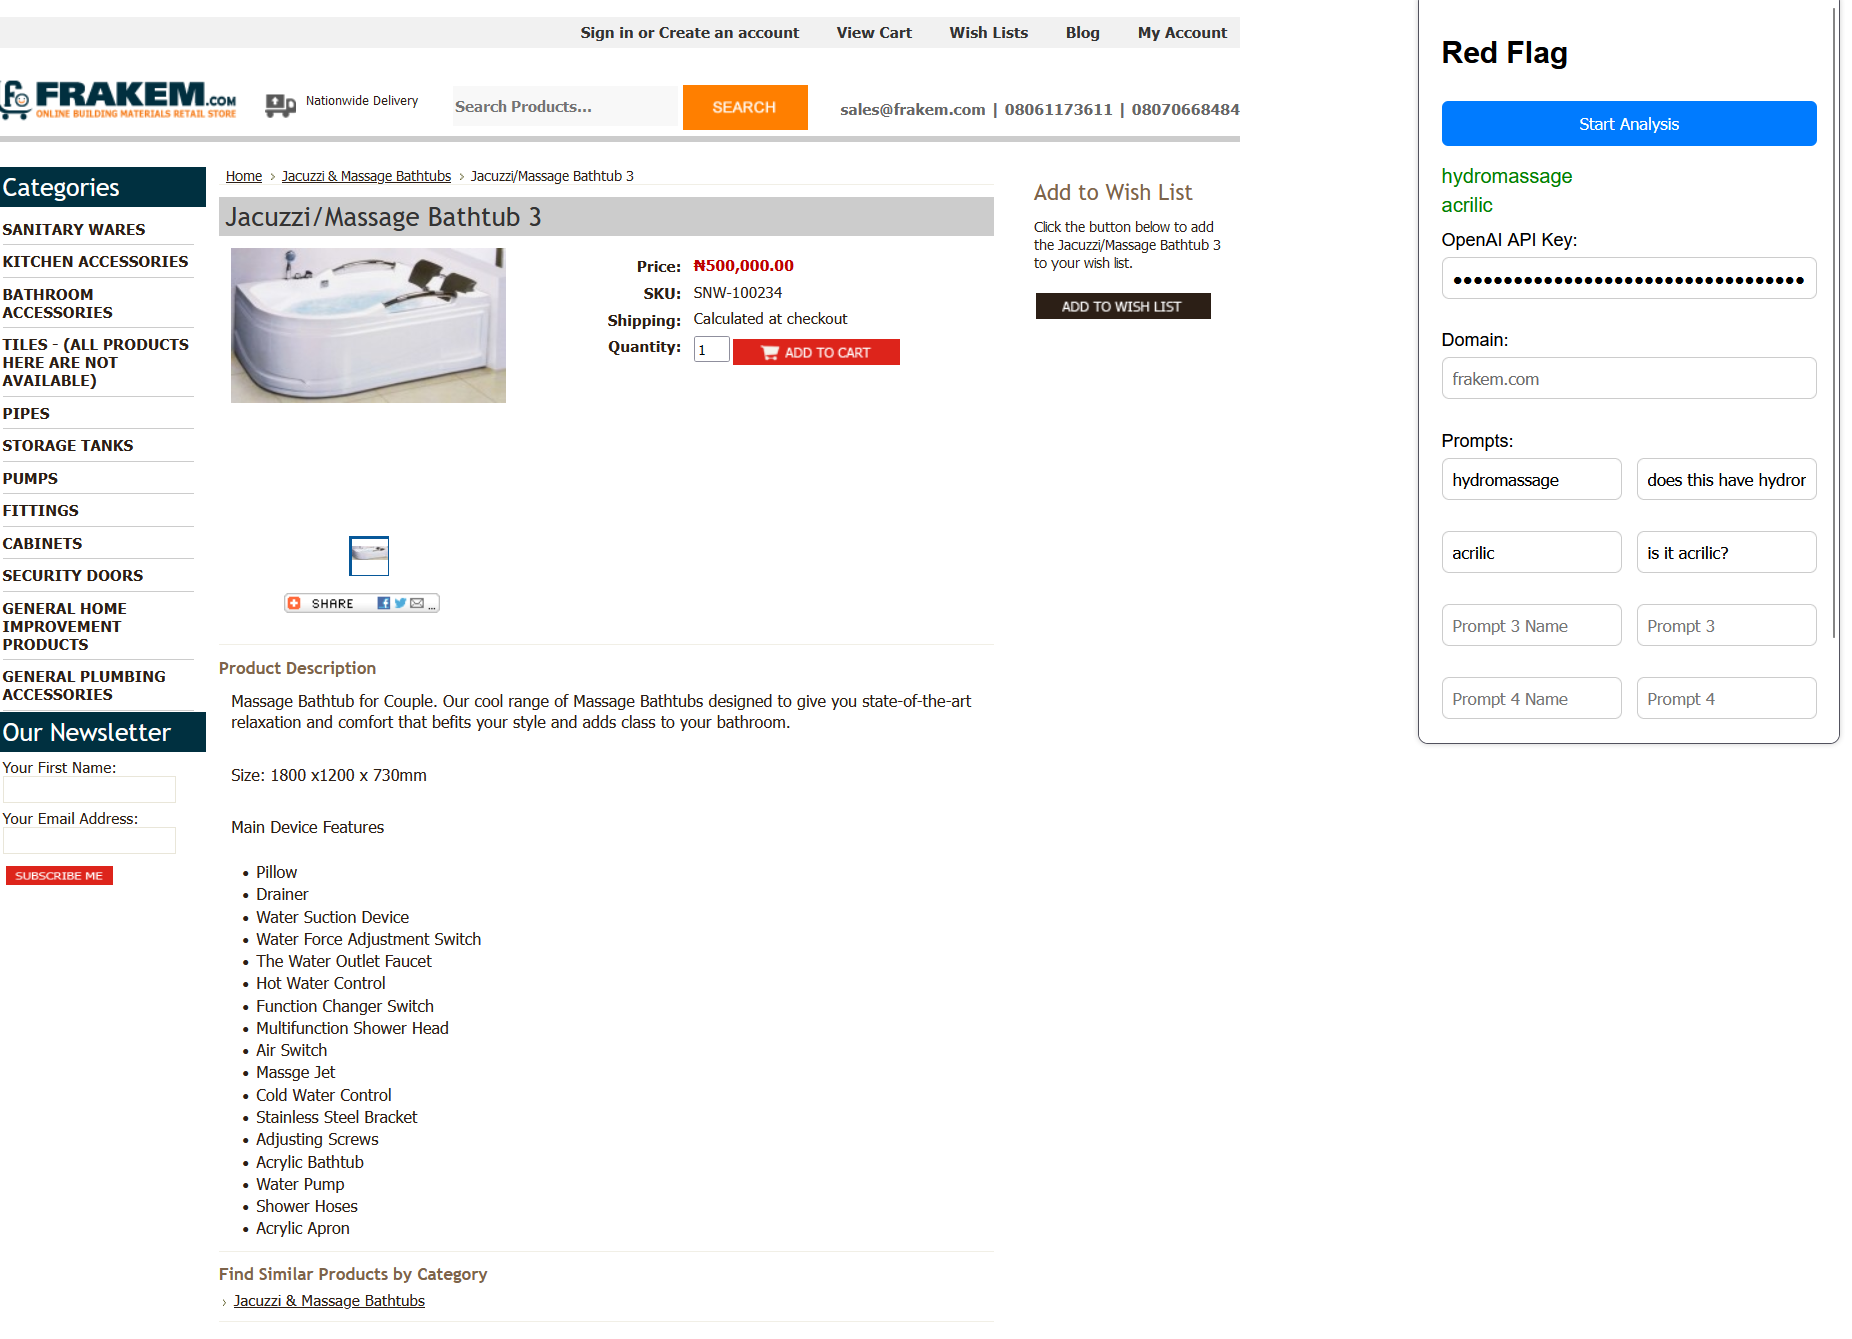 Sign in or Create an account
View Cart
Wish Lists
Blog
My Account
FRAKEM.COM
ONLINE BUILDING MATERIALS RETAIL STORE
Nationwide Delivery
Search Products...
SEARCH
sales@frakem.com | 08061173611 | 08070668484
Categories
SANITARY WARES
KITCHEN ACCESSORIES
BATHROOM
ACCESSORIES
TILES - (ALL PRODUCTS
HERE ARE NOT
AVAILABLE)
PIPES
STORAGE TANKS
PUMPS
FITTINGS
CABINETS
SECURITY DOORS
GENERAL HOME
IMPROVEMENT
PRODUCTS
GENERAL PLUMBING
ACCESSORIES
Our Newsletter
Your First Name:
Your Email Address:
SUBSCRIBE ME
Home › Jacuzzi & Massage Bathtubs › Jacuzzi/Massage Bathtub 3
Jacuzzi/Massage Bathtub 3
Price: ₦500,000.00
SKU: SNW-100234
Shipping: Calculated at checkout
Quantity: 1
ADD TO CART
SHARE
Product Description
Massage Bathtub for Couple. Our cool range of Massage Bathtubs designed to give you state-of-the-art
relaxation and comfort that befits your style and adds class to your bathroom.
Size: 1800 x1200 x 730mm
Main Device Features
• Pillow
• Drainer
• Water Suction Device
• Water Force Adjustment Switch
• The Water Outlet Faucet
• Hot Water Control
• Function Changer Switch
• Multifunction Shower Head
• Air Switch
• Massge Jet
• Cold Water Control
• Stainless Steel Bracket
• Adjusting Screws
• Acrylic Bathtub
• Water Pump
• Shower Hoses
• Acrylic Apron
Find Similar Products by Category
› Jacuzzi & Massage Bathtubs
Add to Wish List
Click the button below to add
the Jacuzzi/Massage Bathtub 3
to your wish list.
ADD TO WISH LIST
Red Flag
Start Analysis
hydromassage
acrilic
OpenAI API Key:
Domain:
frakem.com
Prompts:
hydromassage
does this have hydror
acrilic
is it acrilic?
Prompt 3 Name
Prompt 3
Prompt 4 Name
Prompt 4